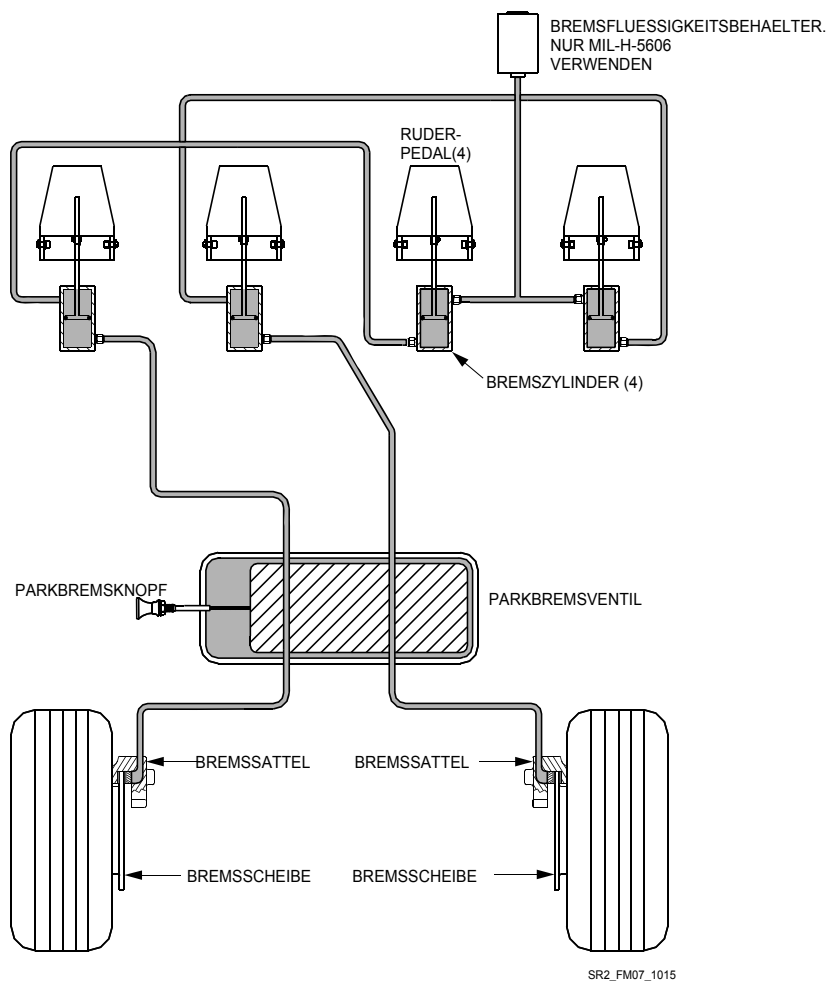 BREMSFLUESSIGKEITSBEHAELTER.
NUR MIL-H-5606
VERWENDEN
RUDER-
PEDAL(4)
BREMSZYLINDER (4)
PARKBREMSKNOPF
PARKBREMSVENTIL
BREMSSATTEL
BREMSSATTEL
BREMSSCHEIBE
BREMSSCHEIBE
SR2_FM07_1015